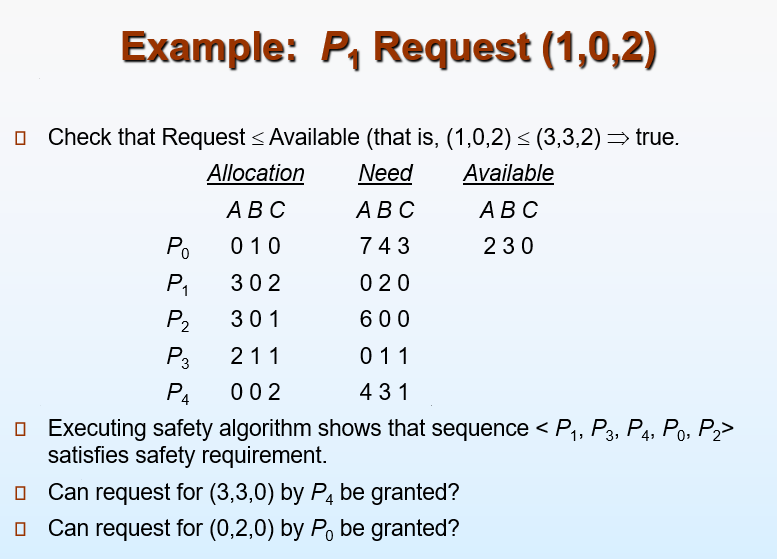 Example: P1 Request (1,0,2)
Check that Request ≤ Available (that is, (1,0,2) ≤ (3,3,2) ⇒ true.
Allocation Need Available
A B C A B C A B C
P0 0 1 0 7 4 3 2 3 0
P1 3 0 2 0 2 0
P2 3 0 1 6 0 0
P3 2 1 1 0 1 1
P4 0 0 2 4 3 1
Executing safety algorithm shows that sequence < P1, P3, P4, P0, P2>
satisfies safety requirement.
Can request for (3,3,0) by P4 be granted?
Can request for (0,2,0) by P0 be granted?